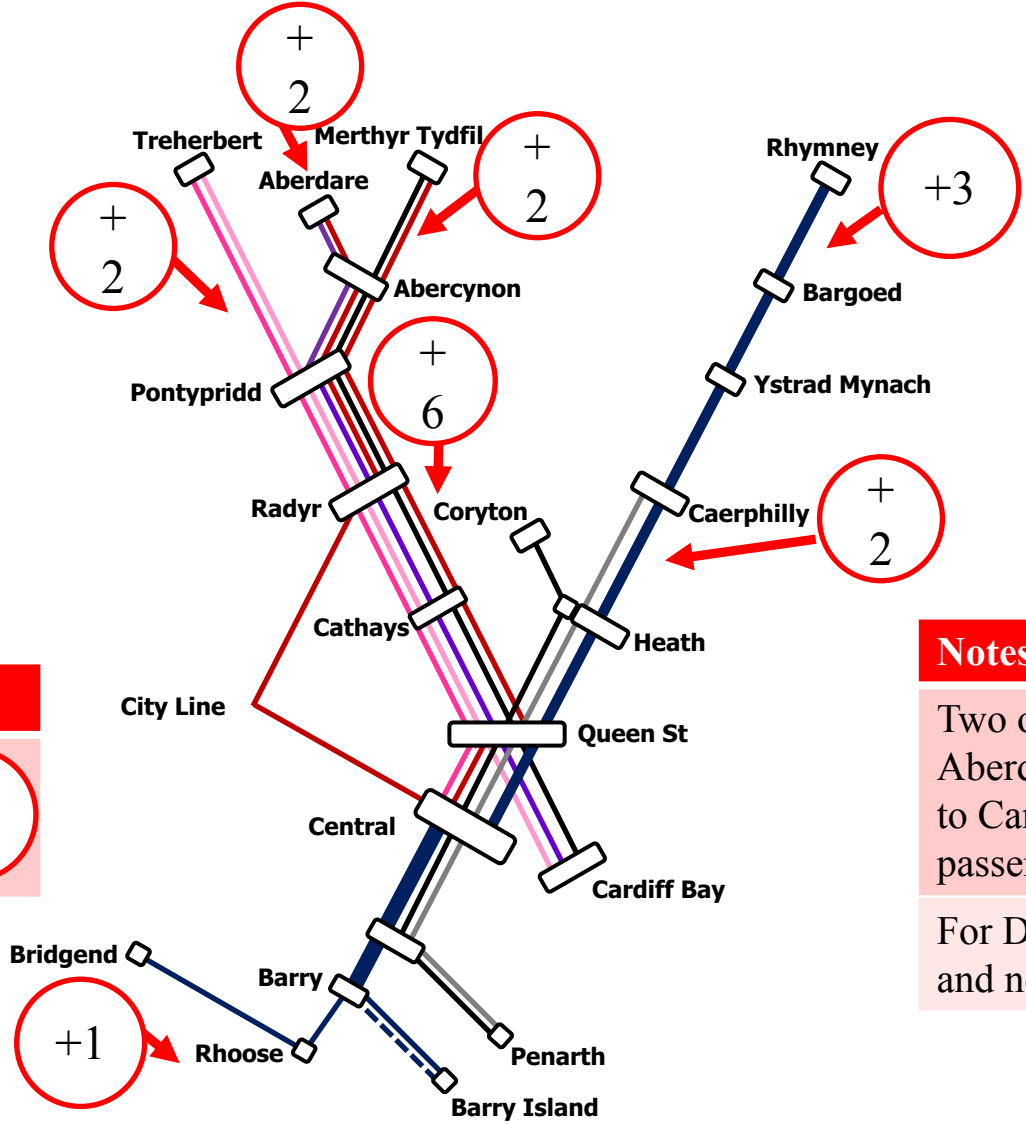 +
2
Treherbert
Merthyr Tydfil
Aberdare
+
2
Rhymney
+3
+
2
Abercynon
Bargoed
+
6
Pontypridd
Ystrad Mynach
Radyr
Coryton
Caerphilly
+
2
Cathays
Heath
Notes
City Line
Queen St
Two o
Aberd
to Car
passen
Central
Cardiff Bay
For D
and no
Bridgend
Barry
+1
Rhoose
Penarth
Barry Island